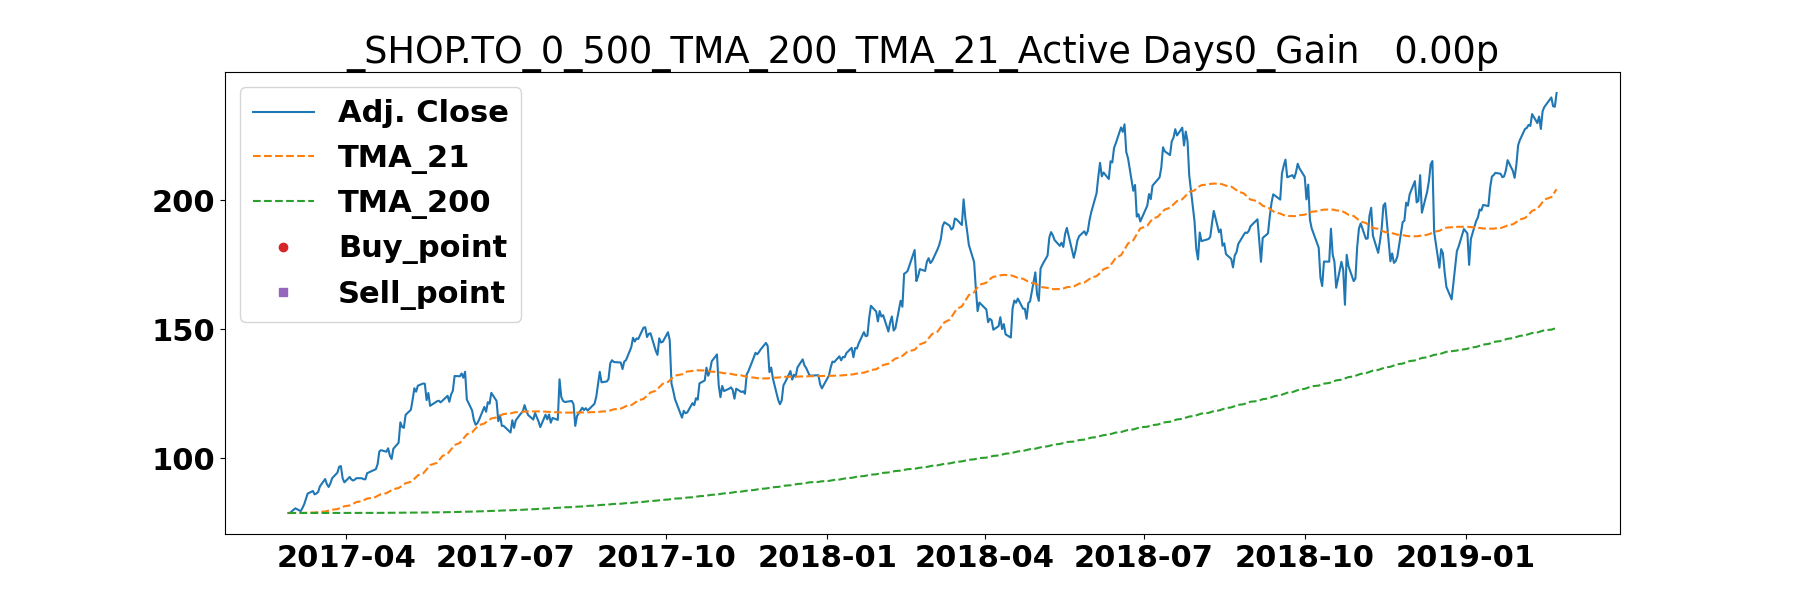 _SHOP.TO_0_500_TMA_200_TMA_21_Active Days0_Gain   0.00p
Adj. Close
TMA_21
TMA_200
Buy_point
Sell_point
200
150
100
2017-04 2017-07 2017-10 2018-01 2018-04 2018-07 2018-10 2019-01